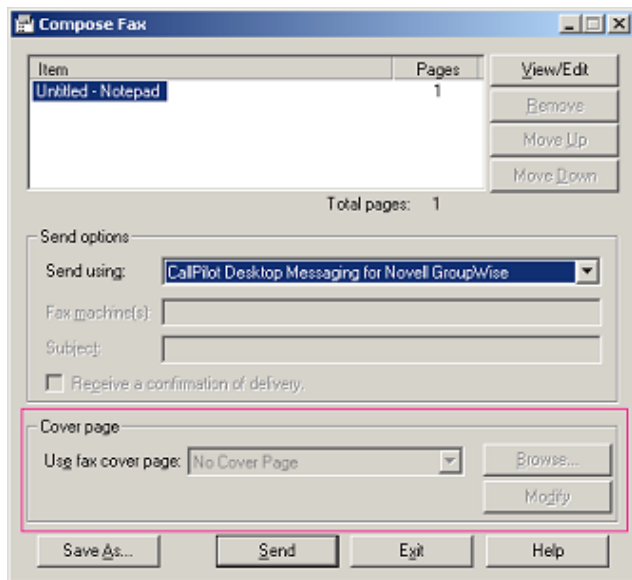 Compose Fax
Item Pages View/Edit
Untitled - Notepad 1
Remove
Move Up
Move Down
Total pages: 1
Send options
Send using: CallPilot Desktop Messaging for Novell GroupWise
Fax machine(s):
Subject:
Receive a confirmation of delivery.
Cover page
Use fax cover page: No Cover Page Browse...
Modify
Save As... Send Exit Help